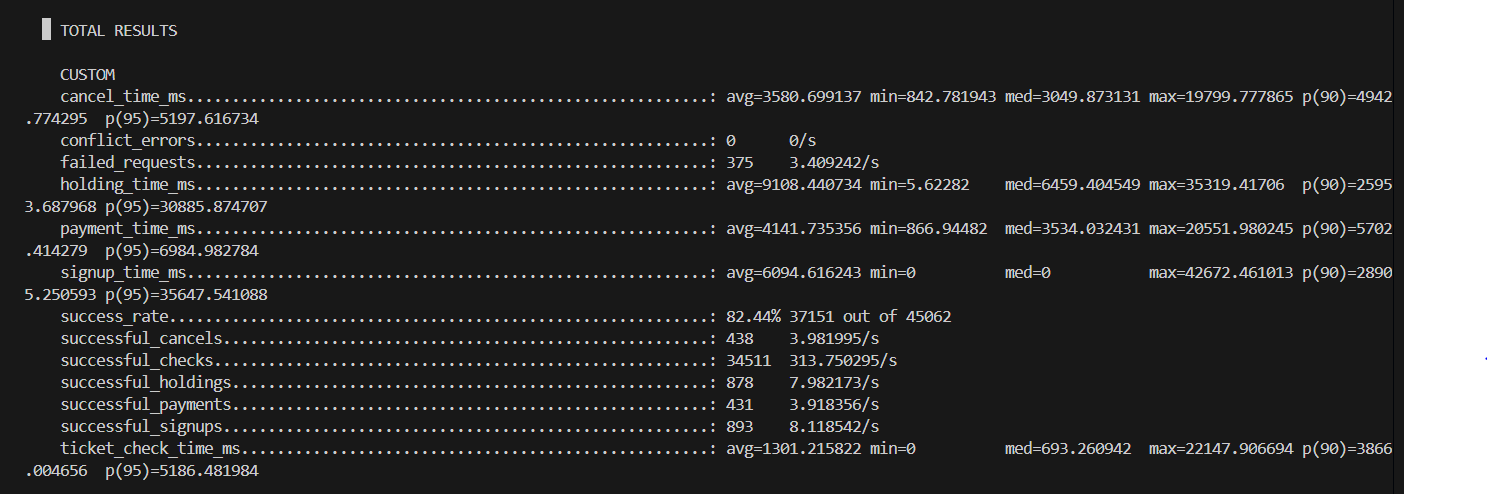 TOTAL RESULTS
CUSTOM
cancel_time_ms..........................................................: avg=3580.699137 min=842.781943 med=3049.873131 max=19799.777865 p(90)=4942
.774295  p(95)=5197.616734
conflict_errors.........................................................: 0      0/s
failed_requests.........................................................: 375    3.409242/s
holding_time_ms.........................................................: avg=9108.440734 min=5.62282    med=6459.404549 max=35319.41706  p(90)=2595
3.687968 p(95)=30885.874707
payment_time_ms.........................................................: avg=4141.735356 min=866.94482  med=3534.032431 max=20551.980245 p(90)=5702
.414279  p(95)=6984.982784
signup_time_ms..........................................................: avg=6094.616243 min=0          med=0           max=42672.461013 p(90)=2890
5.250593 p(95)=35647.541088
success_rate............................................................: 82.44% 37151 out of 45062
successful_cancels......................................................: 438    3.981995/s
successful_checks.......................................................: 34511  313.750295/s
successful_holdings.....................................................: 878    7.982173/s
successful_payments.....................................................: 431    3.918356/s
successful_signups......................................................: 893    8.118542/s
ticket_check_time_ms....................................................: avg=1301.215822 min=0          med=693.260942  max=22147.906694 p(90)=3866
.004656  p(95)=5186.481984